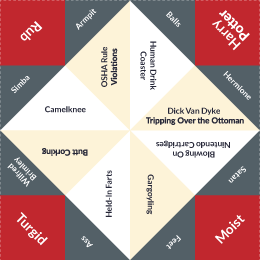 Rub
Armpit
Balls
Harry
Potter
Simba
OSHA Rule
Violations
Human Drink
Coaster
Hermione
Camelknee
Dick Van Dyke
Tripping Over the Ottoman
Butt Corking
Blowing On
Nintendo Cartridges
Wilfred
Brimley
Held-In Farts
Gargoyling
Satan
Turgid
Ass
Feet
Moist